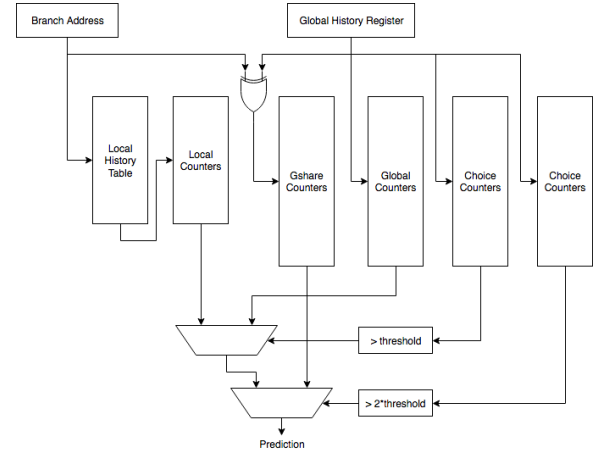 Branch Address
Global History Register
Local
History
Table
Local
Counters
Gshare
Counters
Global
Counters
Choice
Counters
Choice
Counters
> threshold
> 2*threshold
Prediction